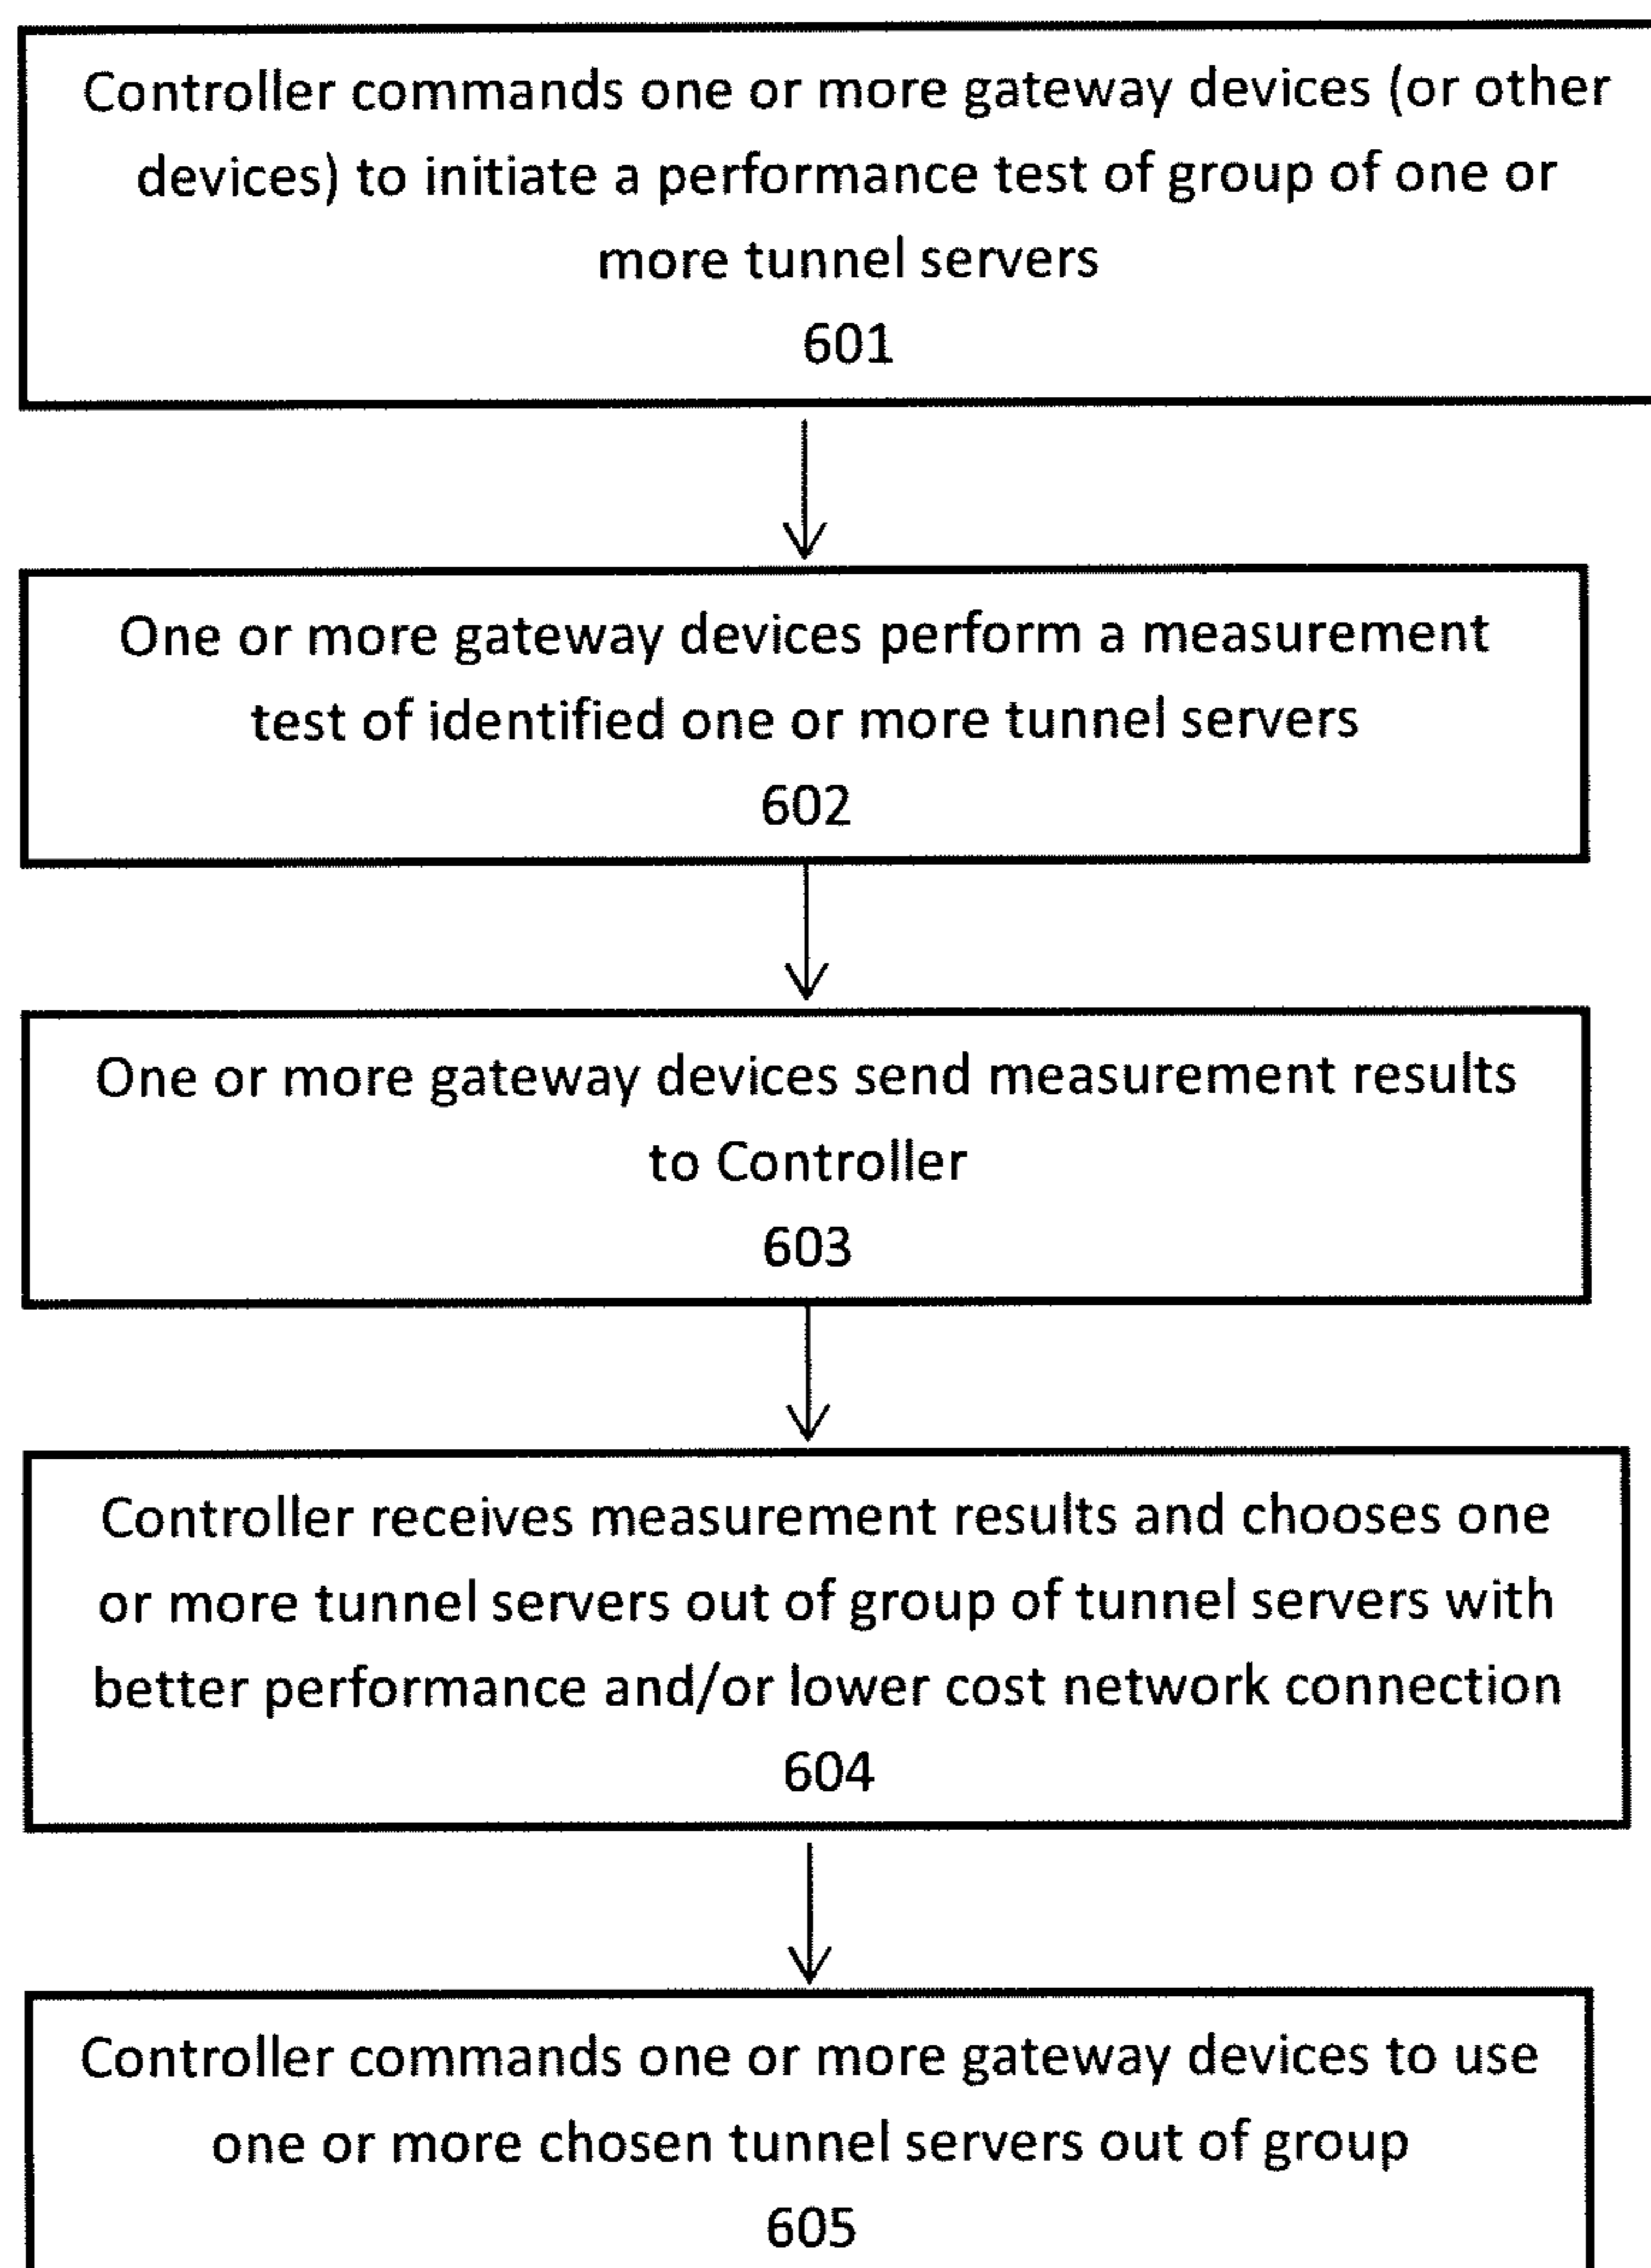 Controller commands one or more gateway devices (or other
devices) to initiate a performance test of group of one or
more tunnel servers
601
One or more gateway devices perform a measurement
test of identified one or more tunnel servers
602
One or more gateway devices send measurement results
to Controller
603
Controller receives measurement results and chooses one
or more tunnel servers out of group of tunnel servers with
better performance and/or lower cost network connection
604
Controller commands one or more gateway devices to use
one or more chosen tunnel servers out of group
605